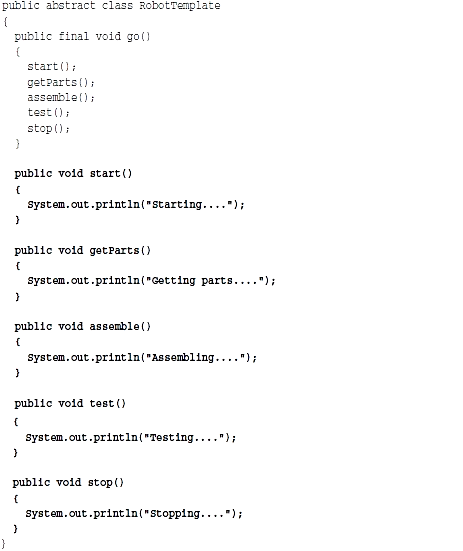 public abstract class RobotTemplate
{
public final void go()
{
start();
getParts();
assemble();
test();
stop();
}
public void start()
{
System.out.println("Starting....");
}
public void getParts()
{
System.out.println("Getting parts....");
}
public void assemble()
{
System.out.println("Assembling....");
}
public void test()
{
System.out.println("Testing....");
}
public void stop()
{
System.out.println("Stopping....");
}
}